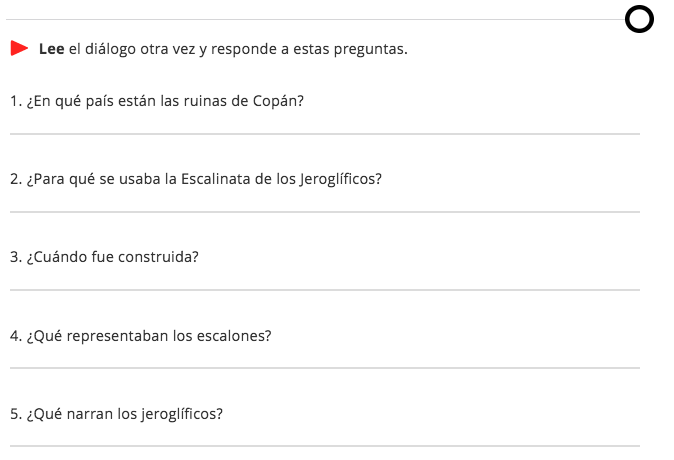 Lee el diálogo otra vez y responde a estas preguntas.
1. ¿En qué país están las ruinas de Copán?
2. ¿Para qué se usaba la Escalinata de los Jeroglíficos?
3. ¿Cuándo fue construida?
4. ¿Qué representaban los escalones?
5. ¿Qué narran los jeroglíficos?